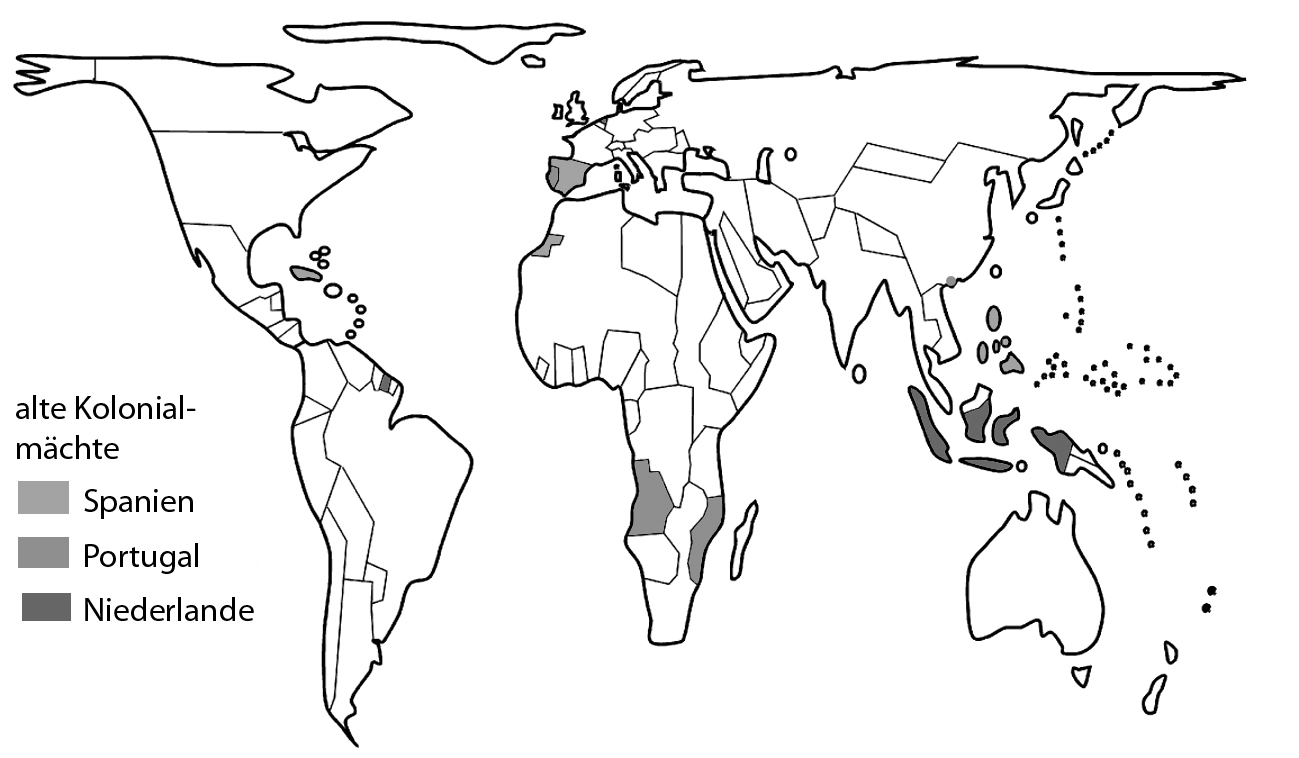 alte Kolonial-
mächte
Spanien
Portugal
Niederlande